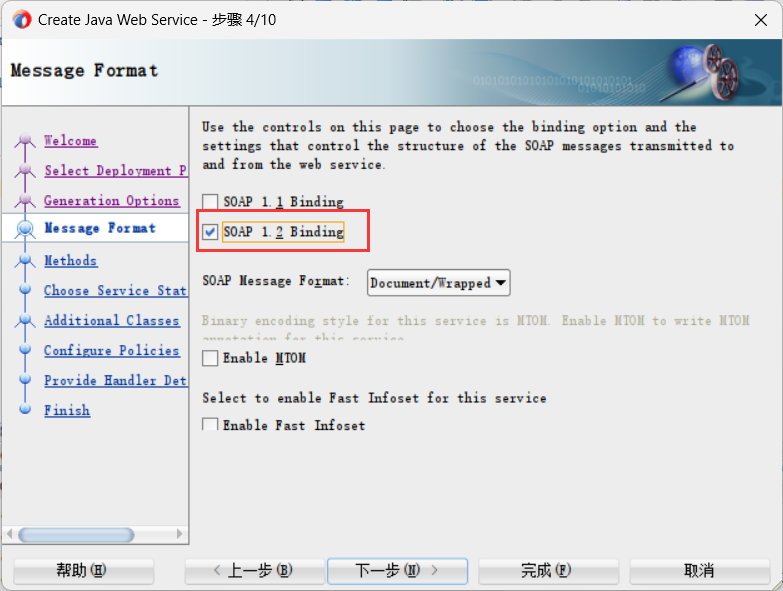 Create Java Web Service - 步骤 4/10
Message Format
Welcome
Select Deployment P
Generation Options
Message Format
Methods
Choose Service Stat
Additional Classes
Configure Policies
Provide Handler Det
Finish
Use the controls on this page to choose the binding option and the
settings that control the structure of the SOAP messages transmitted to
and from the web service.
SOAP 1.1 Binding
SOAP 1.2 Binding
SOAP Message Format: Document/Wrapped
Binary encoding style for this service is MTOM. Enable MTOM to write MTOM
annotation for this service
Enable MTOM
Select to enable Fast Infoset for this service
Enable Fast Infoset
帮助(H)
< 上一步(B)
下一步(N) >
完成(F)
取消